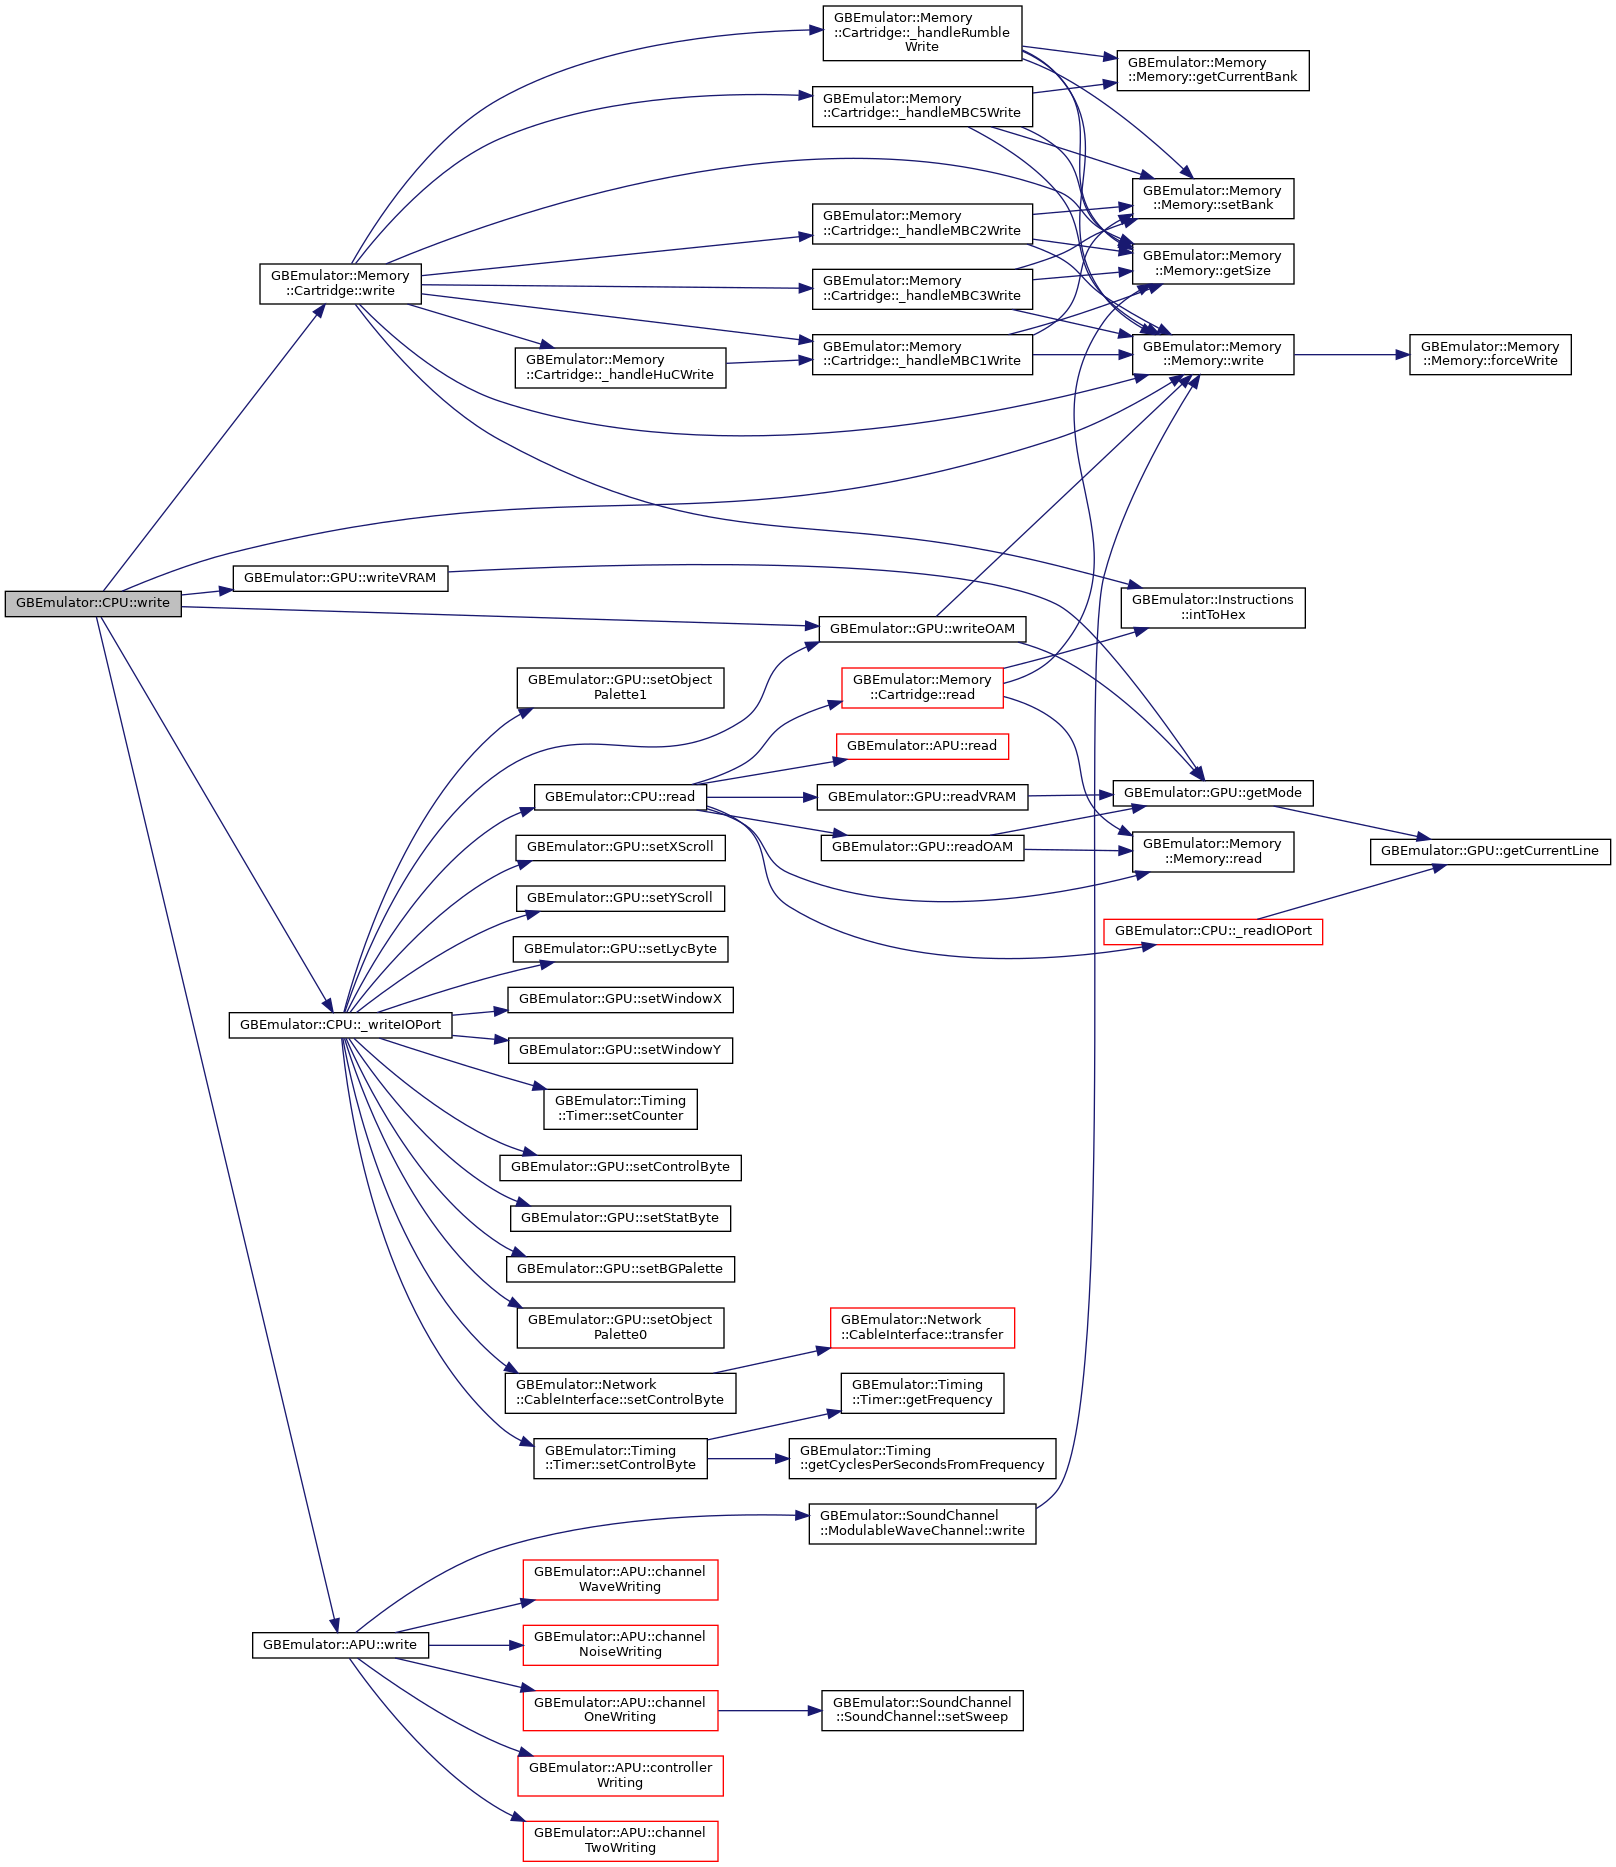 GBEmulator::CPU::write
GBEmulator::Memory
::Cartridge::write
GBEmulator::GPU::writeVRAM
GBEmulator::CPU::_writeIOPort
GBEmulator::APU::write
GBEmulator::Memory
::Cartridge::_handleHuCWrite
GBEmulator::GPU::setObject
Palette1
GBEmulator::CPU::read
GBEmulator::GPU::setXScroll
GBEmulator::GPU::setYScroll
GBEmulator::GPU::setLycByte
GBEmulator::GPU::setWindowX
GBEmulator::GPU::setWindowY
GBEmulator::Timing
::Timer::setCounter
GBEmulator::GPU::setControlByte
GBEmulator::GPU::setStatByte
GBEmulator::GPU::setBGPalette
GBEmulator::GPU::setObject
Palette0
GBEmulator::Network
::CableInterface::setControlByte
GBEmulator::Timing
::Timer::setControlByte
GBEmulator::APU::channel
WaveWriting
GBEmulator::APU::channel
NoiseWriting
GBEmulator::APU::channel
OneWriting
GBEmulator::APU::controller
Writing
GBEmulator::APU::channel
TwoWriting
GBEmulator::Memory
::Cartridge::_handleRumble
Write
GBEmulator::Memory
::Cartridge::_handleMBC5Write
GBEmulator::Memory
::Cartridge::_handleMBC2Write
GBEmulator::Memory
::Cartridge::_handleMBC3Write
GBEmulator::Memory
::Cartridge::_handleMBC1Write
GBEmulator::GPU::writeOAM
GBEmulator::Memory
::Cartridge::read
GBEmulator::APU::read
GBEmulator::GPU::readVRAM
GBEmulator::GPU::readOAM
GBEmulator::Network
::CableInterface::transfer
GBEmulator::Timing
::Timer::getFrequency
GBEmulator::Timing
::getCyclesPerSecondsFromFrequency
GBEmulator::SoundChannel
::ModulableWaveChannel::write
GBEmulator::SoundChannel
::SoundChannel::setSweep
GBEmulator::Memory
::Memory::getCurrentBank
GBEmulator::Memory
::Memory::setBank
GBEmulator::Memory
::Memory::getSize
GBEmulator::Memory
::Memory::write
GBEmulator::Instructions
::intToHex
GBEmulator::GPU::getMode
GBEmulator::Memory
::Memory::read
GBEmulator::CPU::_readIOPort
GBEmulator::Memory
::Memory::forceWrite
GBEmulator::GPU::getCurrentLine